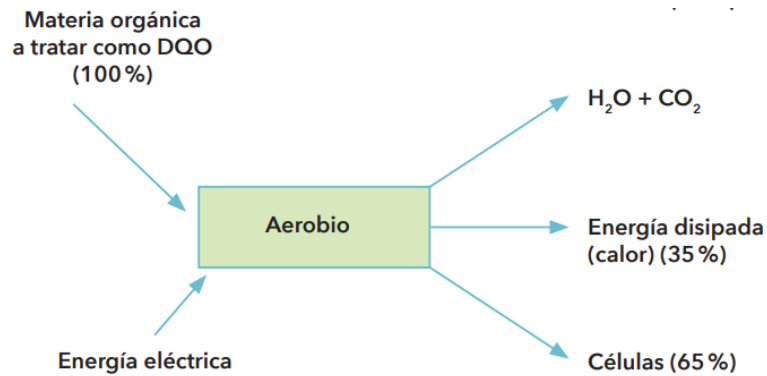 Materia orgánica
a tratar como DQO
(100 %)
H₂O + CO₂
Aerobio
Energía disipada
(calor) (35 %)
Energía eléctrica
Células (65 %)